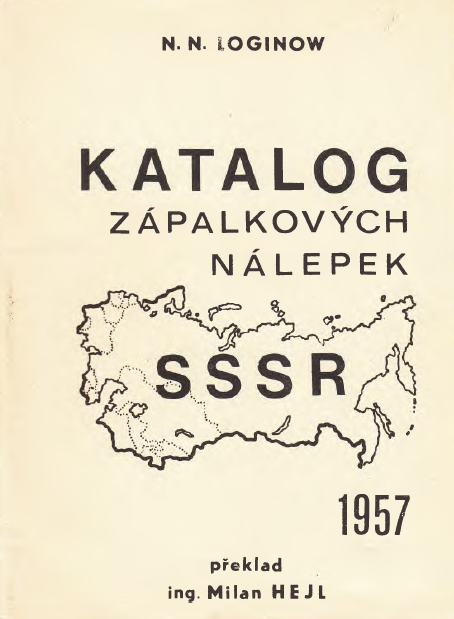 N. N. LOGINOW
KATALOG
ZÁPALKOVÝCH
NÁLEPEK
SSSR
1957
překlad
ing. Milan HEJL